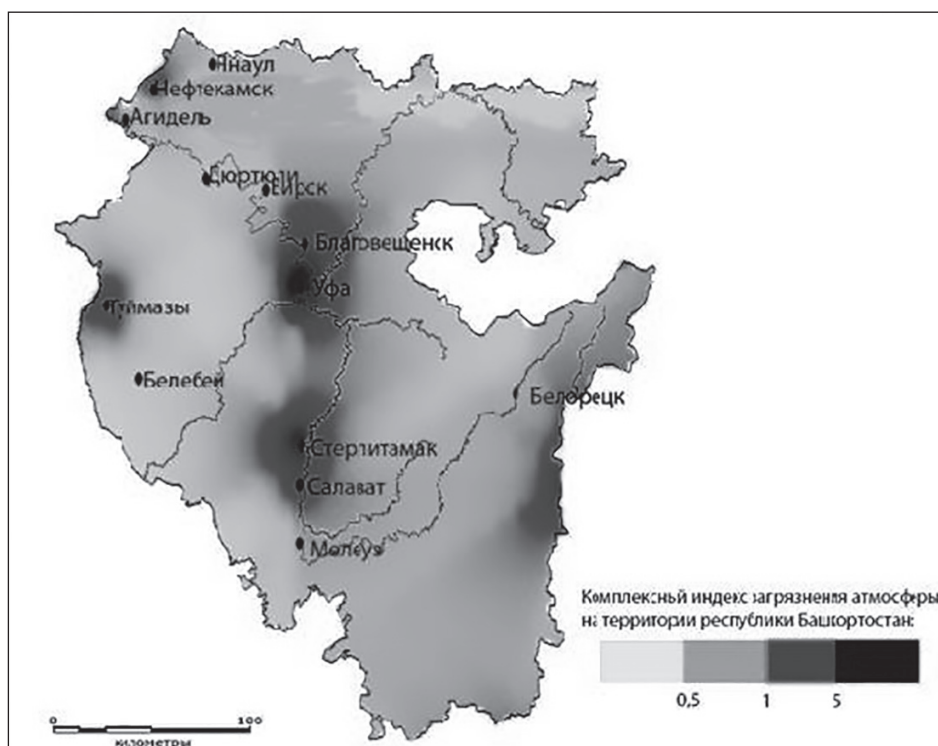 Янаул
Нефтекамск
Агидель
Дюртюли
Бирск
Благовещенск
Уфа
Туймазы
Белебей
Белорецк
Стерлитамак
Салават
Мелеуз
Комплексный индекс загрязнения атмосферы
на территории республики Башкортостан:
0,5 1 5
0 100
километры